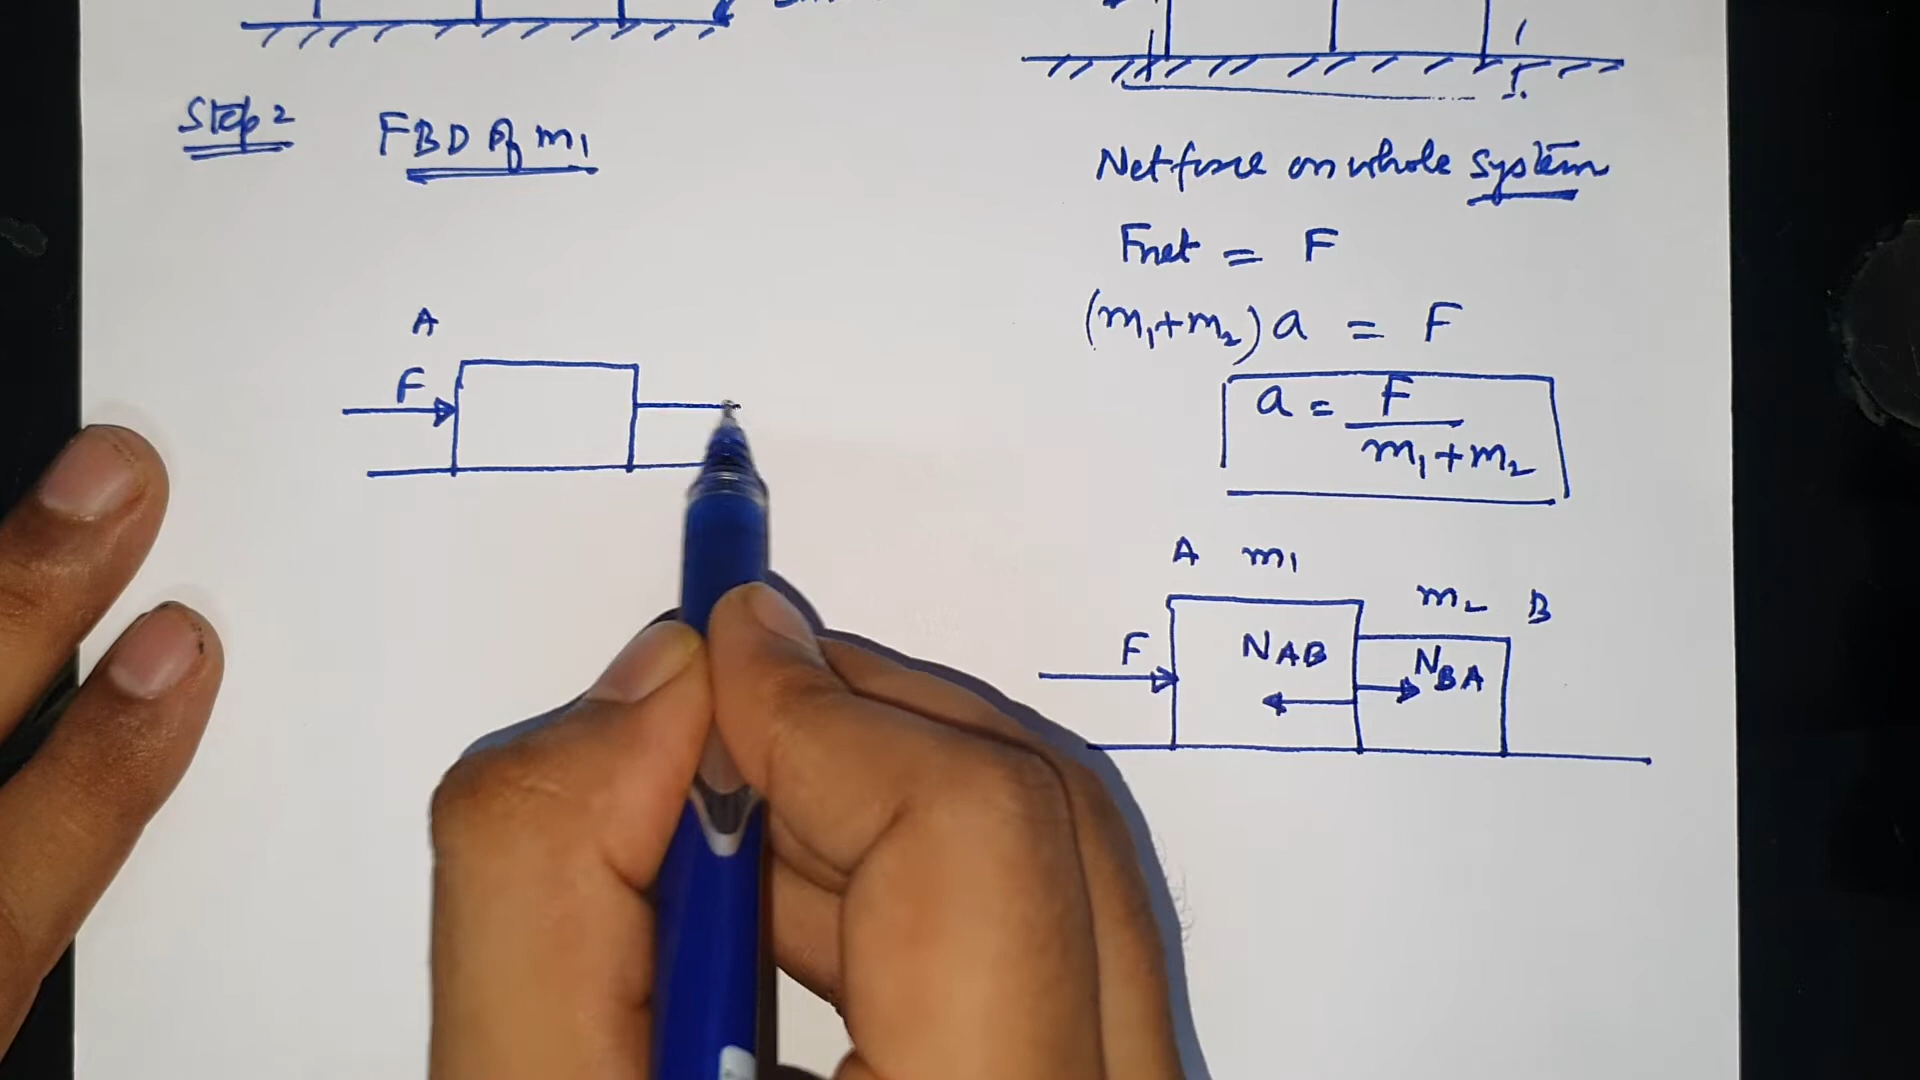 Step 2
FBD of m1
A
F
Net force on whole system
Fnet = F
(m1+m2) a = F
a = F
m1+m2
A m1
m2 B
F
NAB
NBA